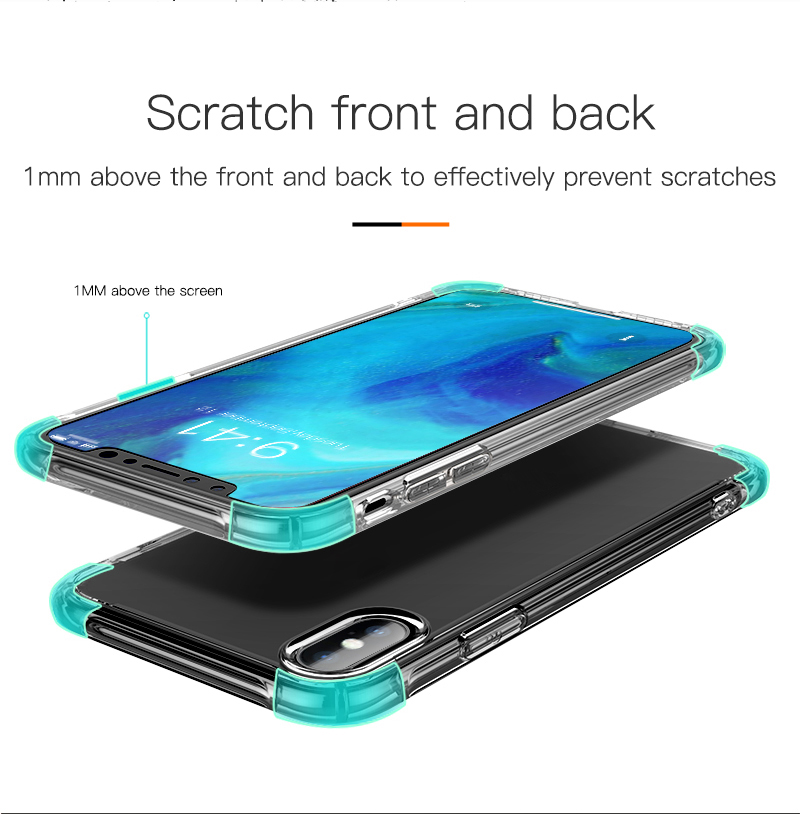 Scratch front and back
1mm above the front and back to effectively prevent scratches
1MM above the screen
9:41